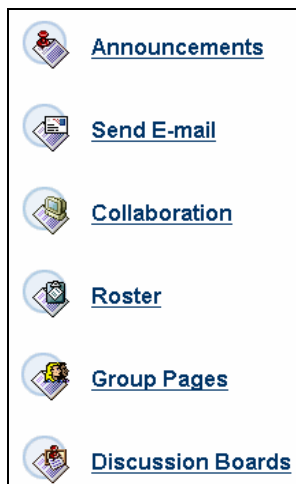 Announcements
Send E-mail
Collaboration
Roster
Group Pages
Discussion Boards